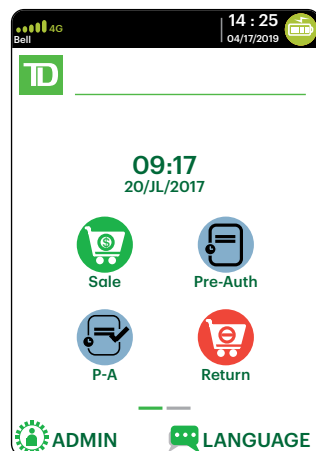 4G
14 : 25
Bell
04/17/2019
TD
09:17
20/JL/2017
Sale
Pre-Auth
P-A
Return
ADMIN
LANGUAGE